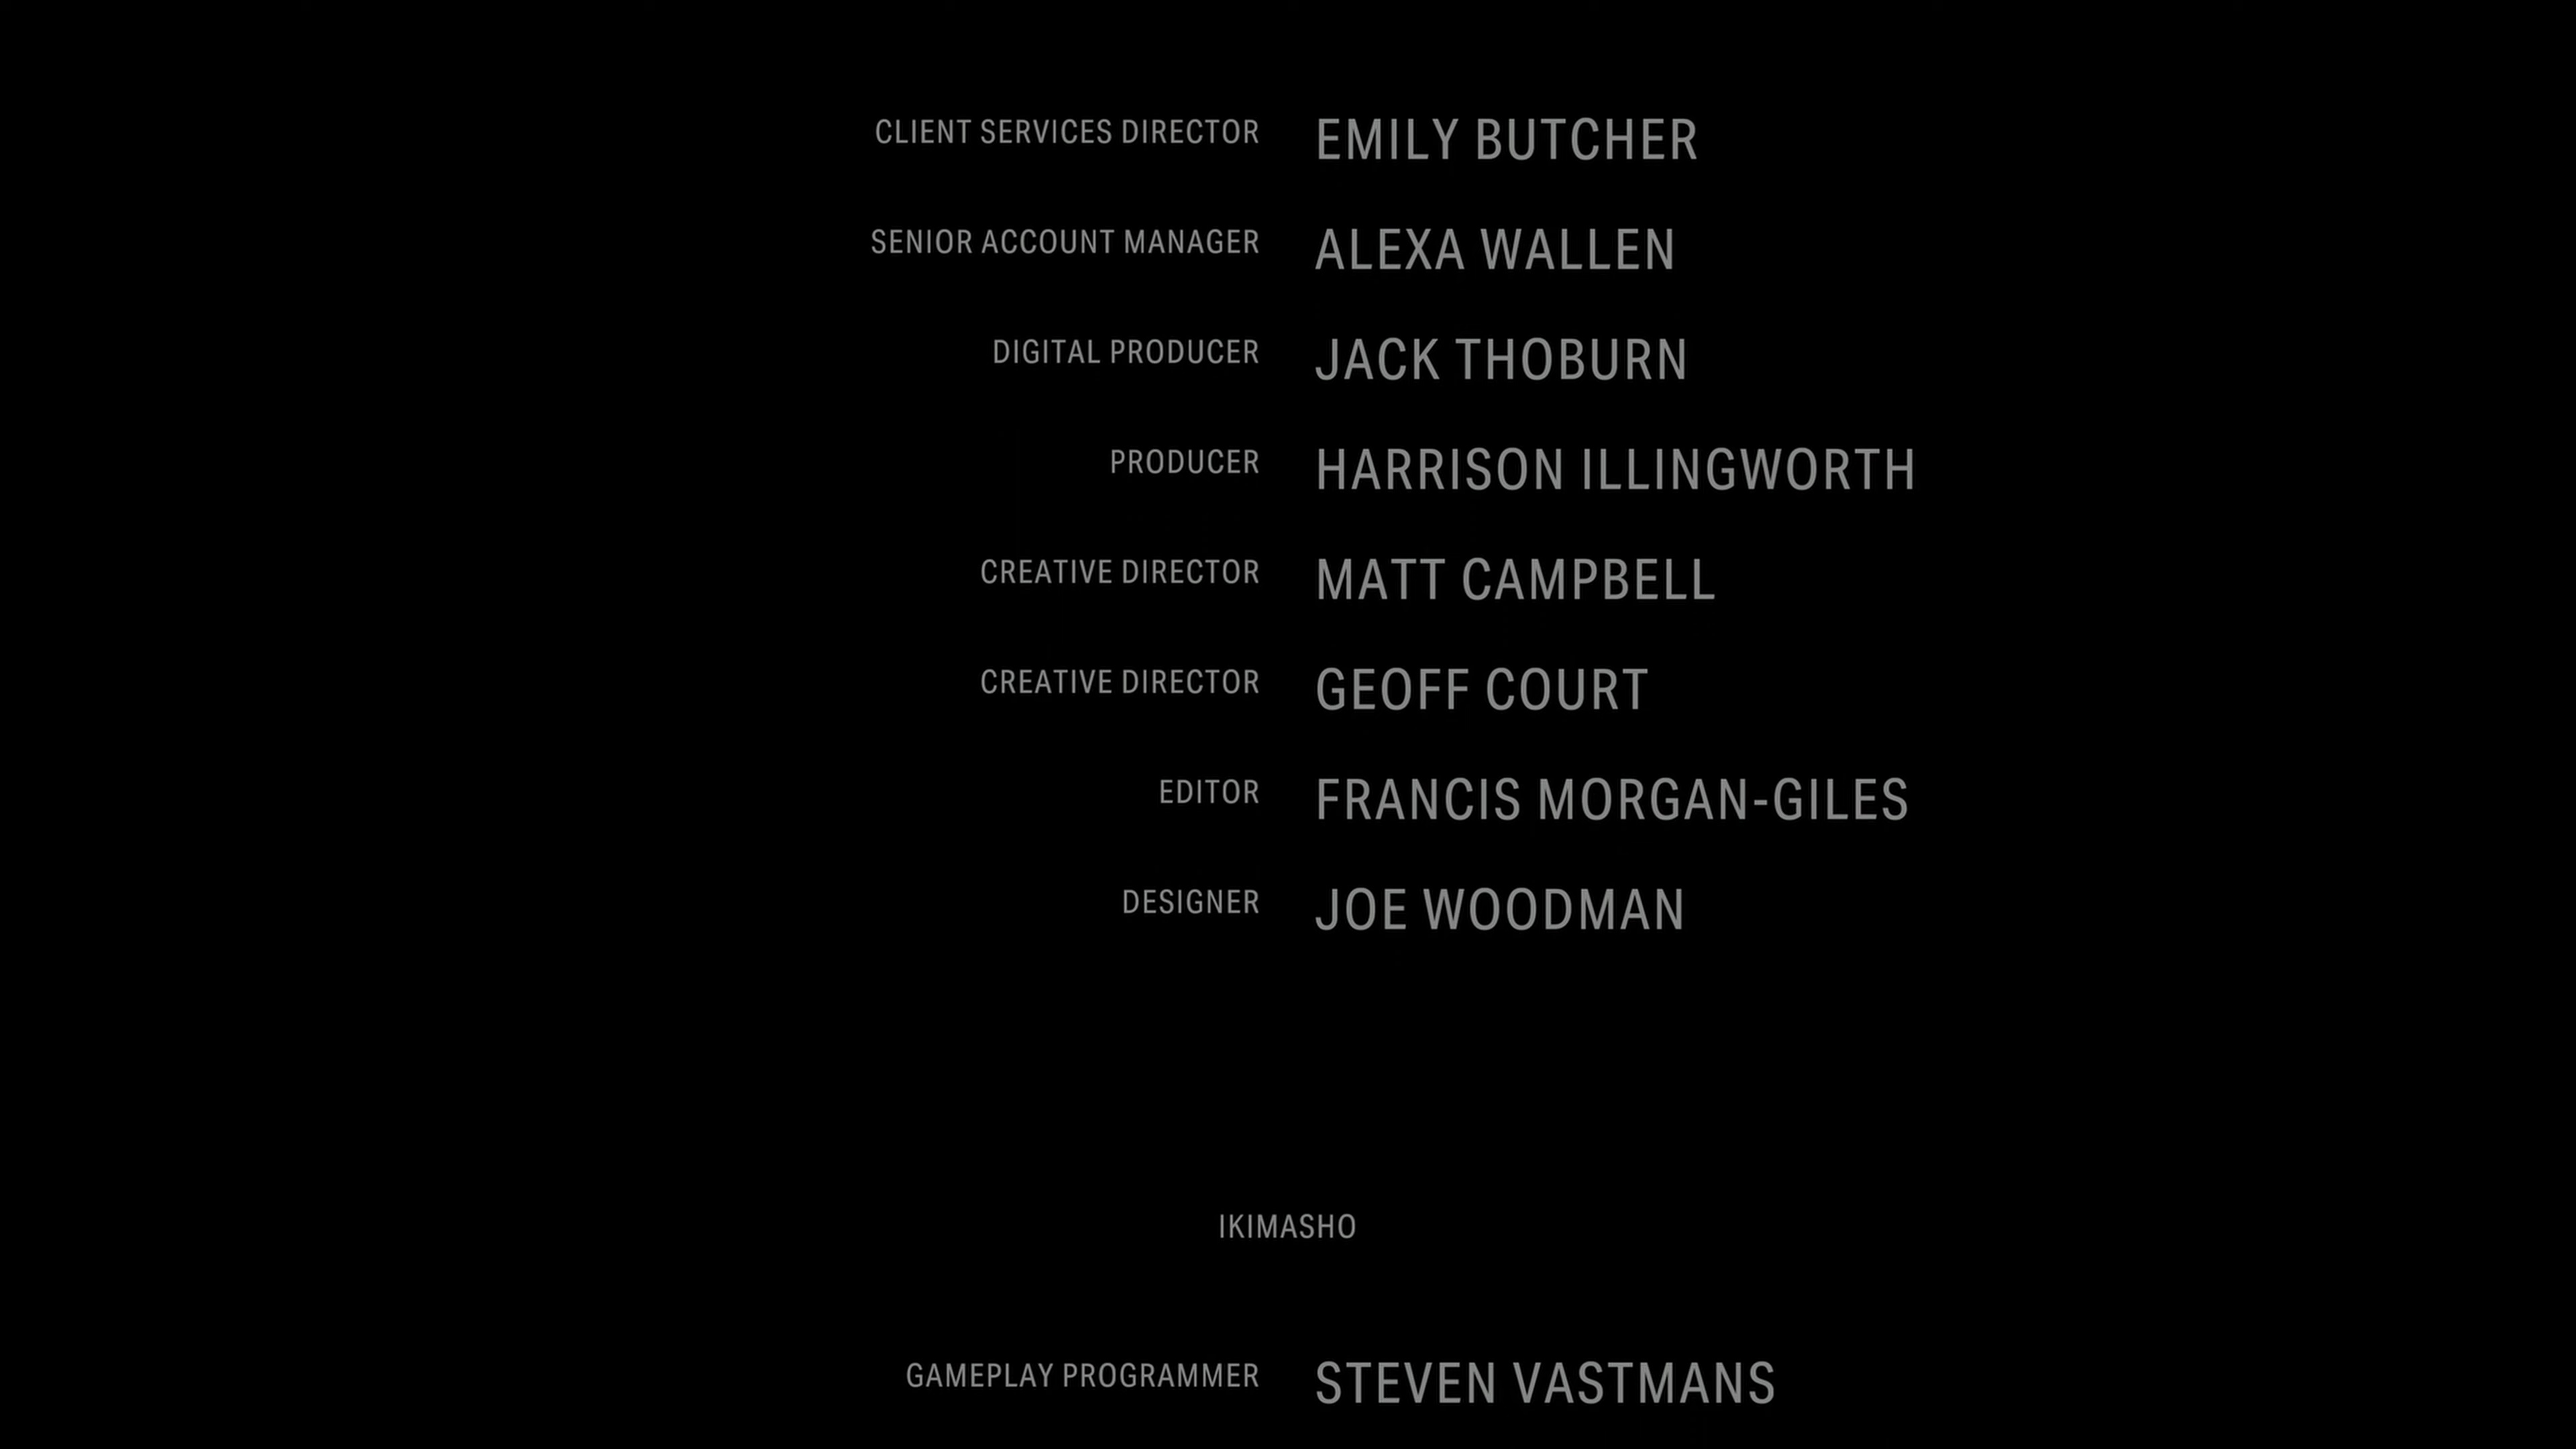 CLIENT SERVICES DIRECTOR EMILY BUTCHER
SENIOR ACCOUNT MANAGER ALEXA WALLEN
DIGITAL PRODUCER JACK THOBURN
PRODUCER HARRISON ILLINGWORTH
CREATIVE DIRECTOR MATT CAMPBELL
CREATIVE DIRECTOR GEOFF COURT
EDITOR FRANCIS MORGAN-GILES
DESIGNER JOE WOODMAN
IKIMASHO
GAMEPLAY PROGRAMMER STEVEN VASTMANS